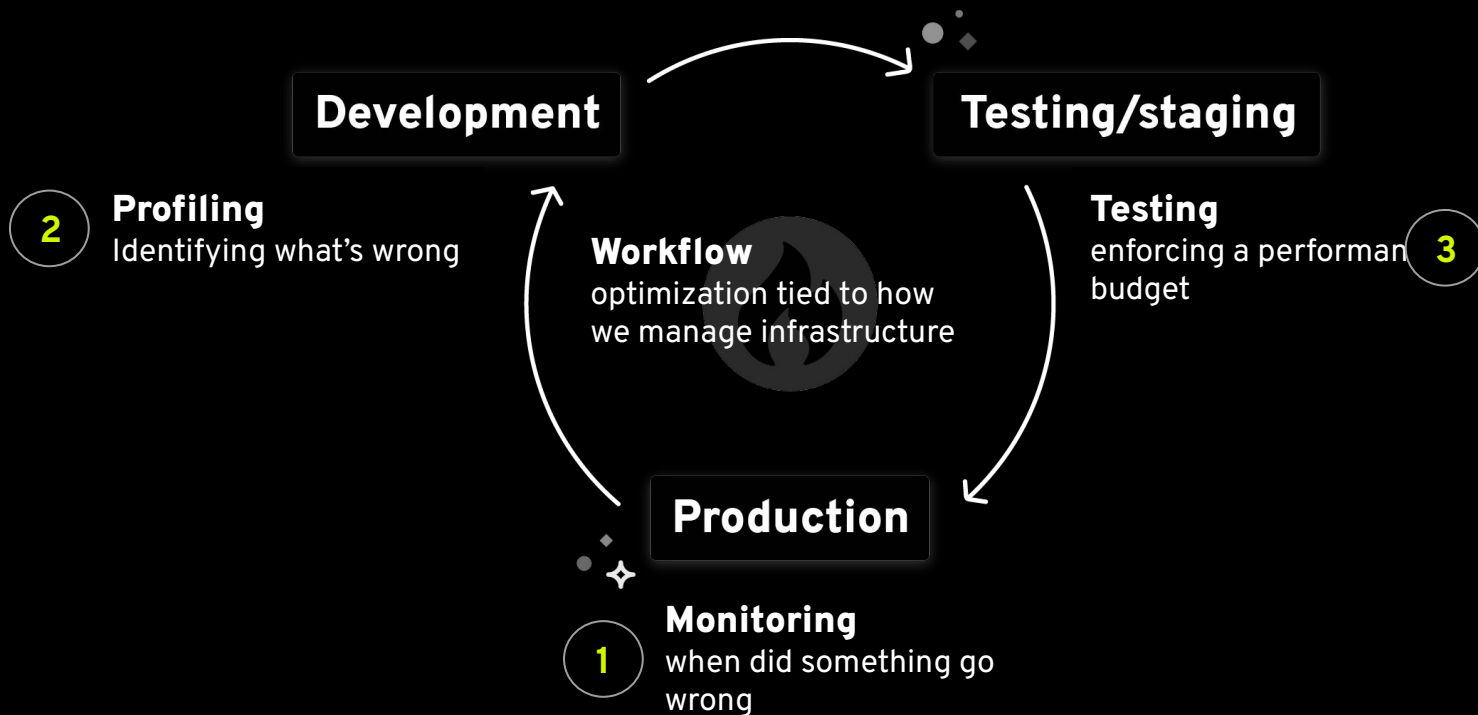 Development
Testing/staging
2
Profiling
Identifying what's wrong
Workflow
optimization tied to how
we manage infrastructure
Testing
enforcing a performan
budget
3
Production
1
Monitoring
when did something go
wrong